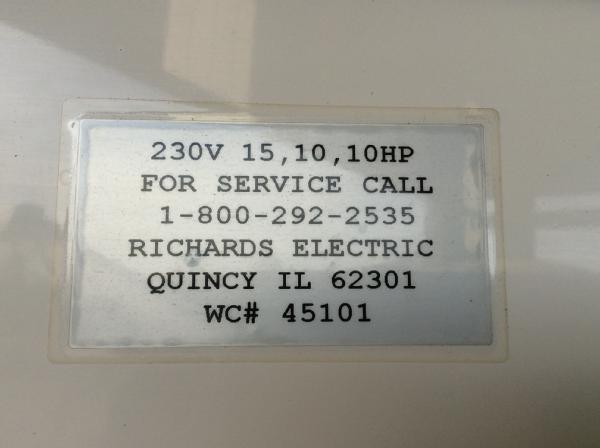 230V 15,10,10HP
FOR SERVICE CALL
1-800-292-2535
RICHARDS ELECTRIC
QUINCY IL 62301
WC# 45101